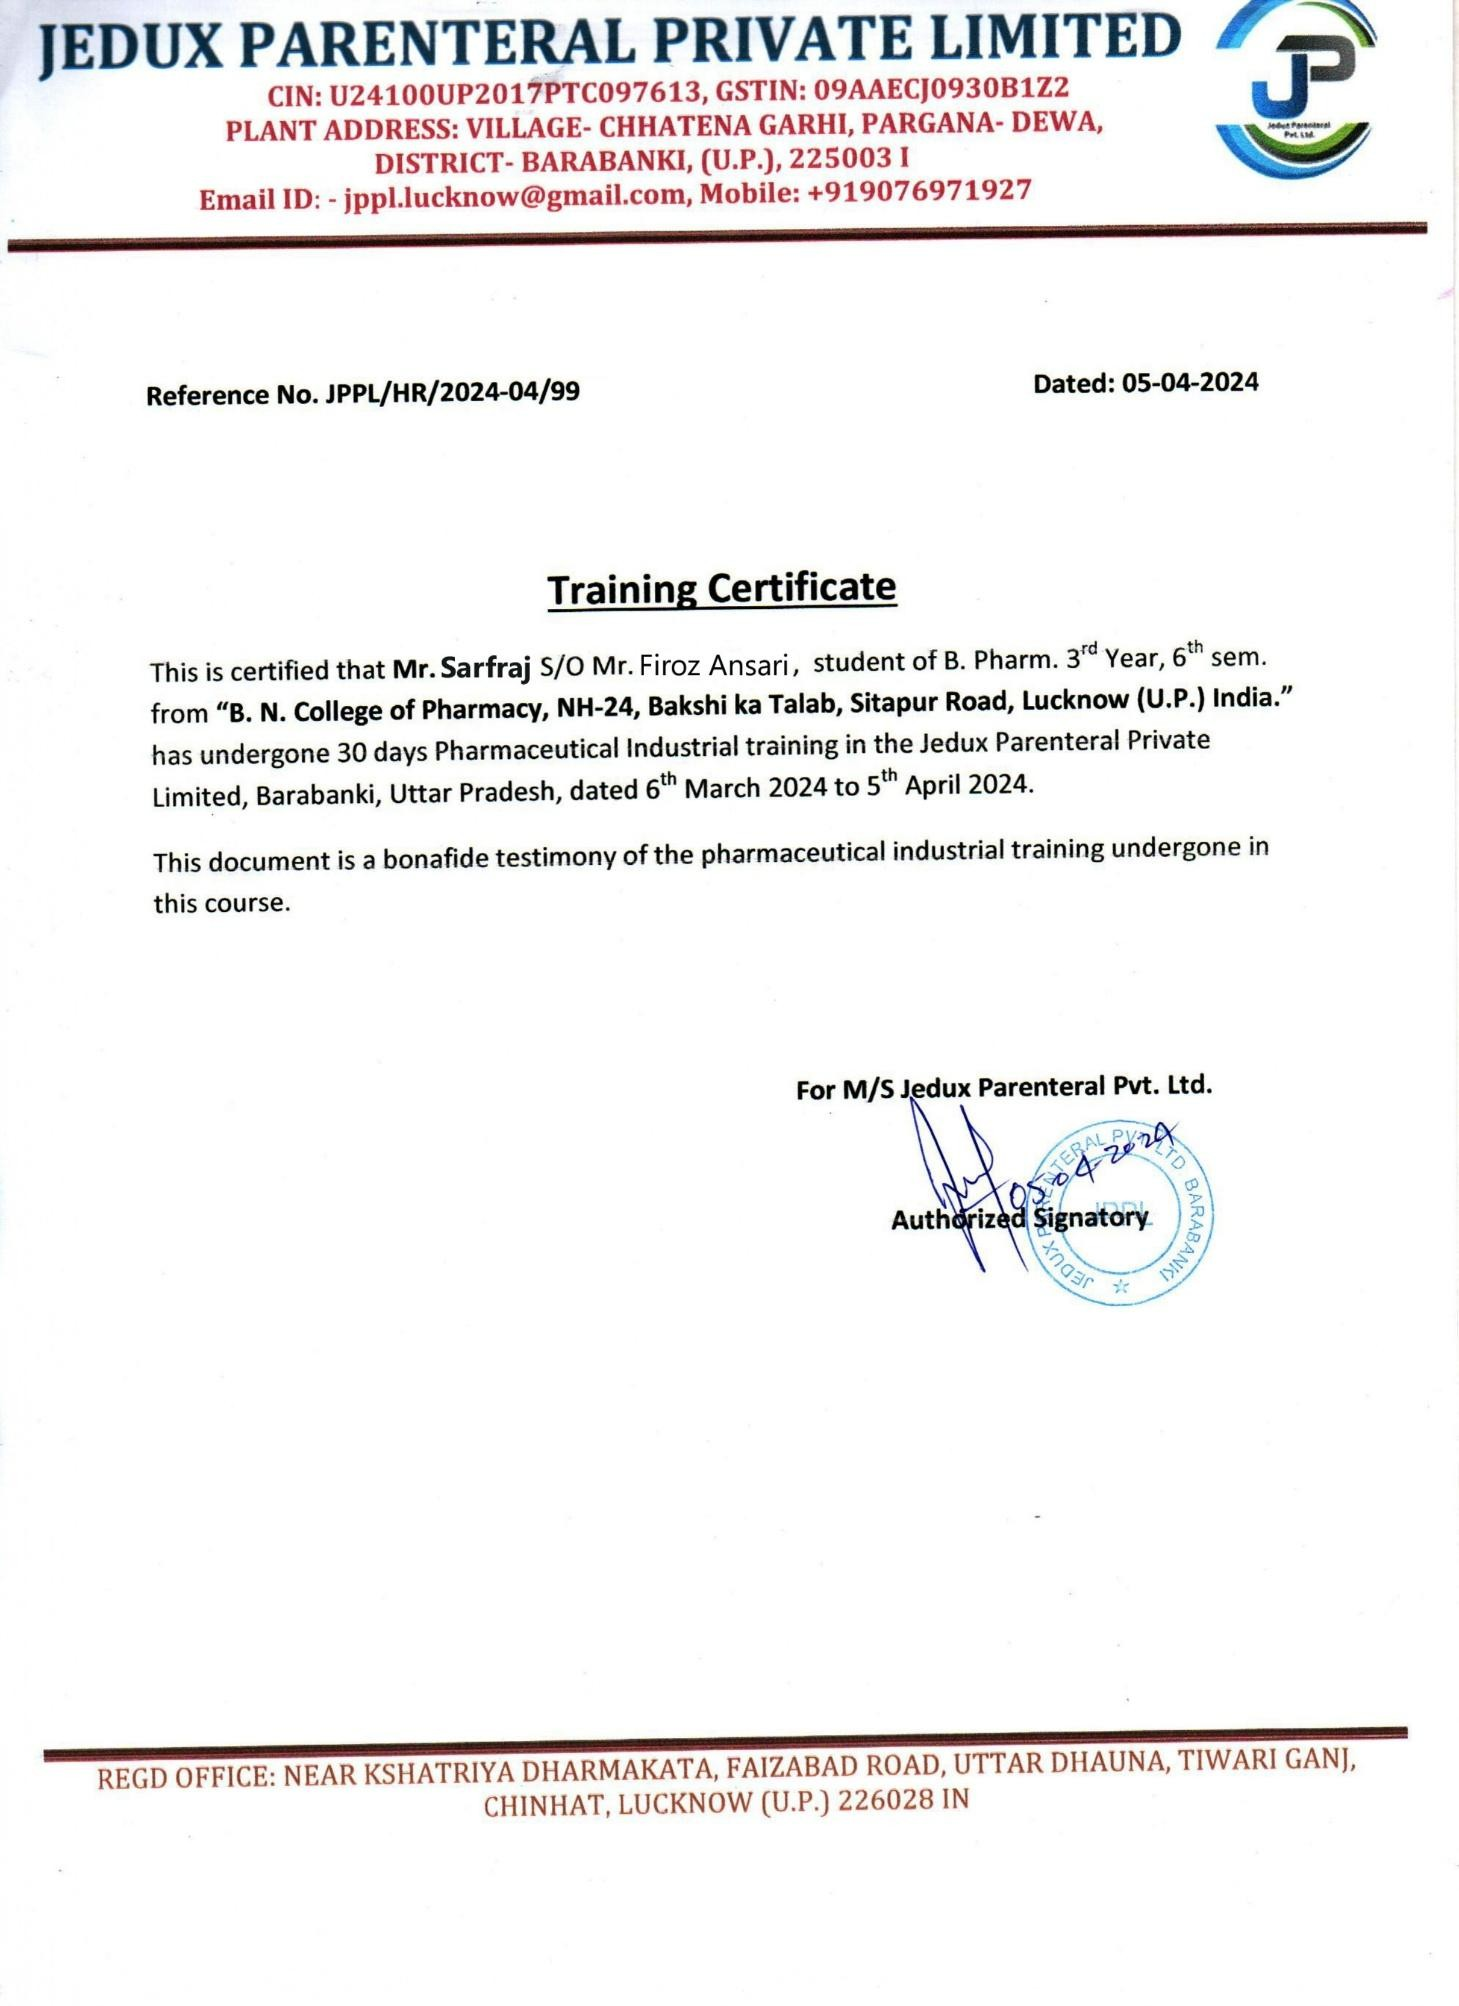 JEDUX PARENTERAL PRIVATE LIMITED
CIN: U24100UP2017PTC097613, GSTIN: 09AAECJ0930B1Z2
PLANT ADDRESS: VILLAGE- CHHATENA GARHI, PARGANA- DEWA,
DISTRICT- BARABANKI, (U.P.), 225003 I
Email ID: - jppl.lucknow@gmail.com, Mobile: +919076971927
JP
Jedux Parenteral
Pvt. Ltd.
Reference No. JPPL/HR/2024-04/99
Dated: 05-04-2024
Training Certificate
This is certified that Mr. Sarfraj S/O Mr. Firoz Ansari, student of B. Pharm. 3rd Year, 6th sem.
from “B. N. College of Pharmacy, NH-24, Bakshi ka Talab, Sitapur Road, Lucknow (U.P.) India.”
has undergone 30 days Pharmaceutical Industrial training in the Jedux Parenteral Private
Limited, Barabanki, Uttar Pradesh, dated 6th March 2024 to 5th April 2024.
This document is a bonafide testimony of the pharmaceutical industrial training undergone in
this course.
For M/S Jedux Parenteral Pvt. Ltd.
05-04-2024
Authorized Signatory
JEDUX PARENTERAL PVT LTD BARABANKI
JPPL
REGD OFFICE: NEAR KSHATRIYA DHARMAKATA, FAIZABAD ROAD, UTTAR DHAUNA, TIWARI GANJ,
CHINHAT, LUCKNOW (U.P.) 226028 IN